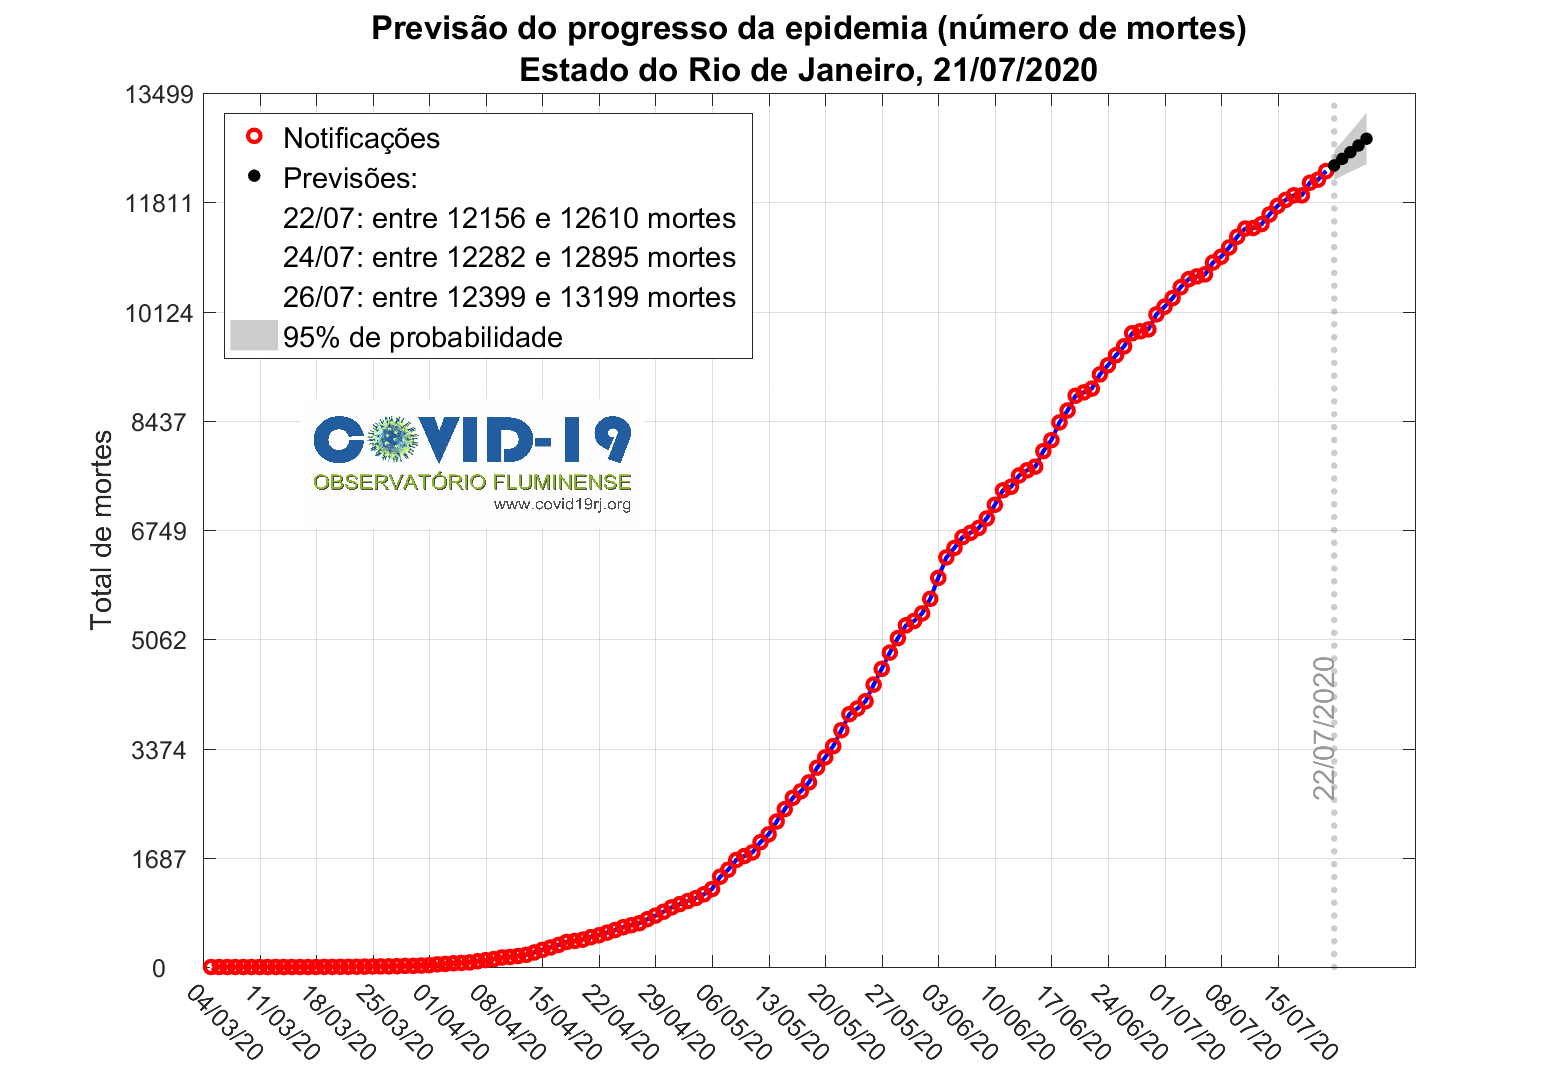 Previsão do progresso da epidemia (número de mortes)
Estado do Rio de Janeiro, 21/07/2020
13499
11811
10124
8437
6749
5062
3374
1687
0
Total de mortes
Notificações
Previsões:
22/07: entre 12156 e 12610 mortes
24/07: entre 12282 e 12895 mortes
26/07: entre 12399 e 13199 mortes
95% de probabilidade
COVID-19
OBSERVATÓRIO FLUMINENSE
www.covid19rj.org
22/07/2020
04/03/20
11/03/20
18/03/20
25/03/20
01/04/20
08/04/20
15/04/20
22/04/20
29/04/20
06/05/20
13/05/20
20/05/20
27/05/20
03/06/20
10/06/20
17/06/20
24/06/20
01/07/20
08/07/20
15/07/20